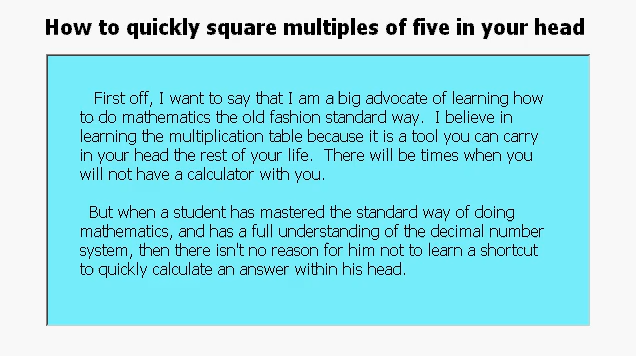 How to quickly square multiples of five in your head
First off, I want to say that I am a big advocate of learning how
to do mathematics the old fashion standard way.  I believe in
learning the multiplication table because it is a tool you can carry
in your head the rest of your life.  There will be times when you
will not have a calculator with you.
But when a student has mastered the standard way of doing
mathematics, and has a full understanding of the decimal number
system, then there isn't no reason for him not to learn a shortcut
to quickly calculate an answer within his head.